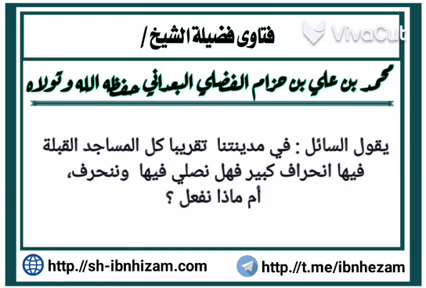 فتاوى فضيلة الشيخ /
VivaCut
محمد بن علي بن حزام الفضلي البعداني حفظه الله وتولاه
يقول السائل : في مدينتنا تقريبا كل المساجد القبلة
فيها انحراف كبير فهل نصلي فيها وننحرف،
أم ماذا نفعل ؟
http://sh-ibnhizam.com
http://t.me/ibnhezam